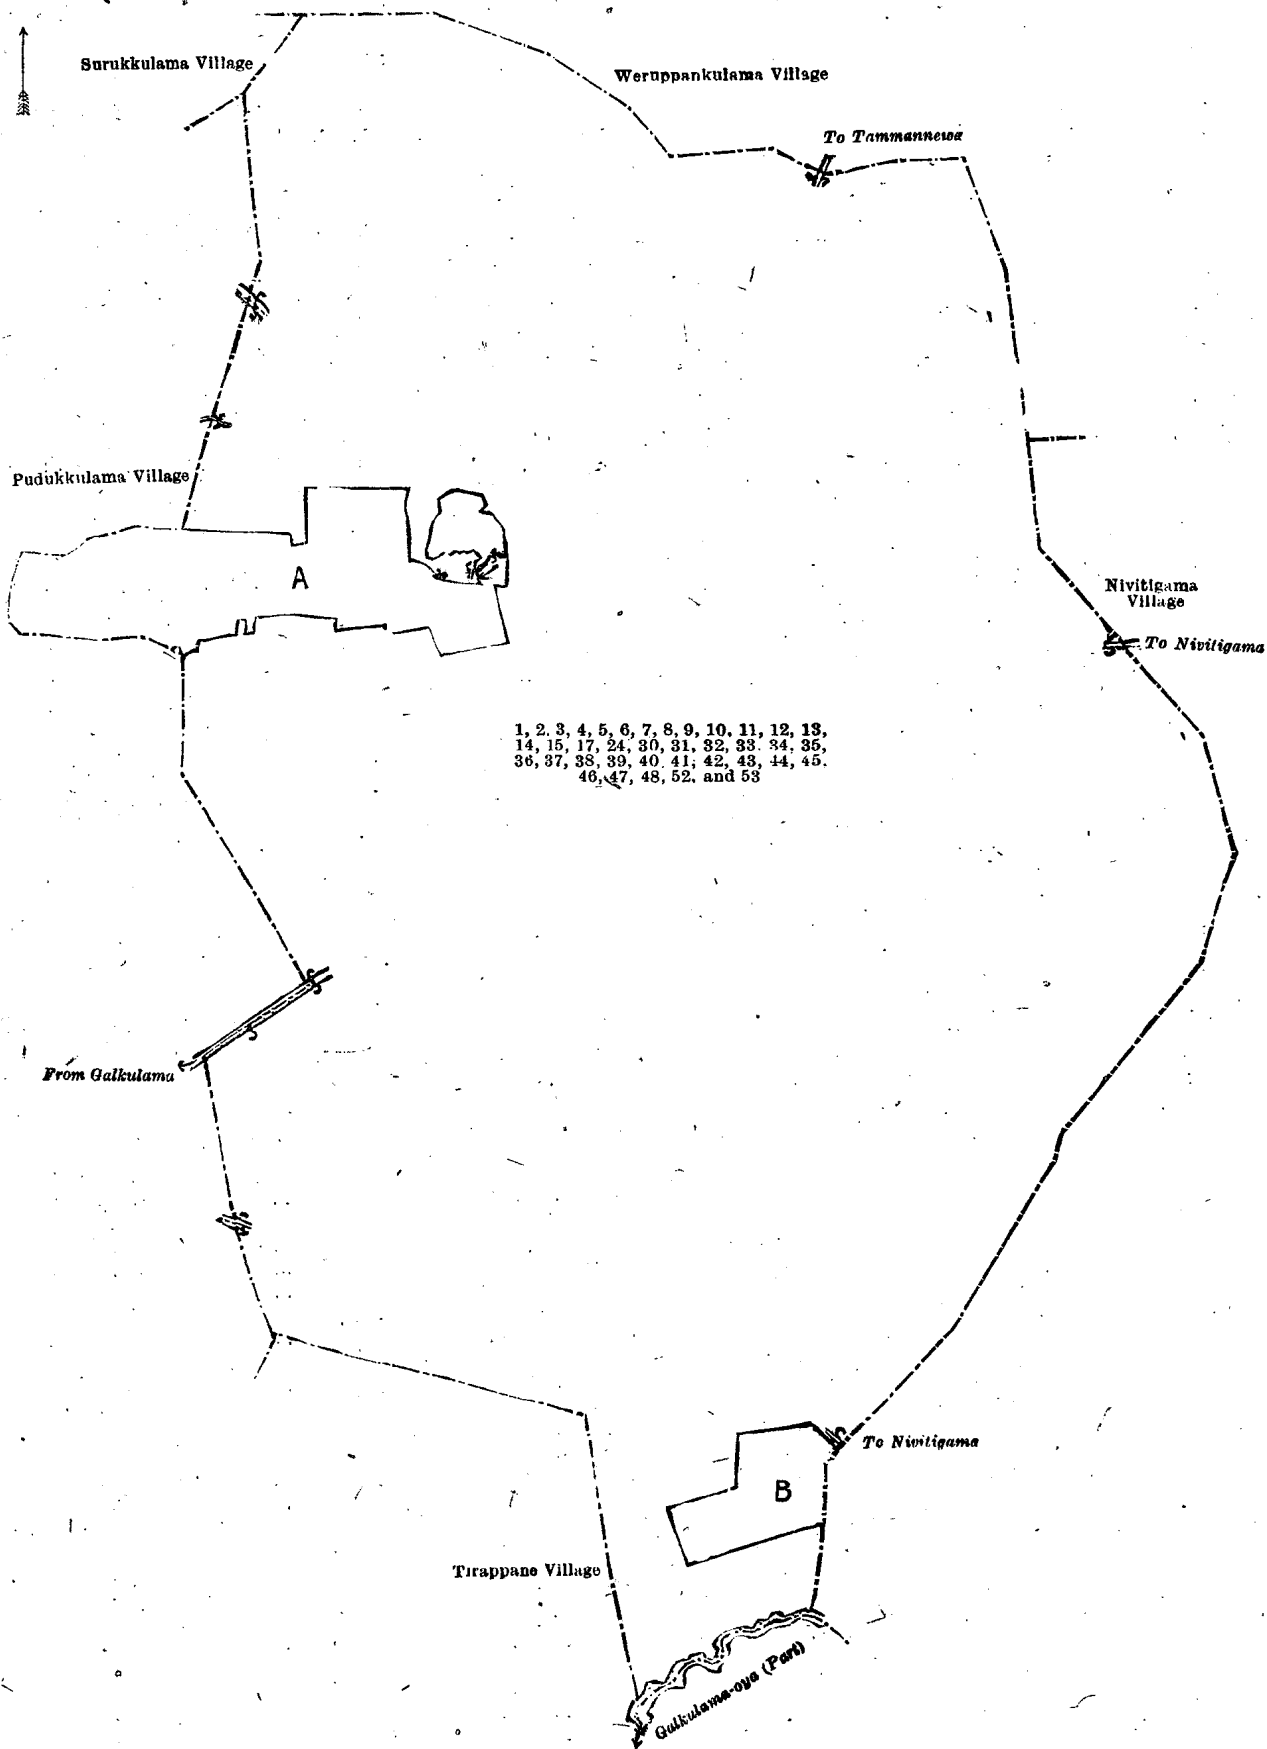 Surukkulama Village
Weruppankulama Village
To Tammannewa
Pudukkulama Village
A
Nivitigama
Village
To Nivitigama
1, 2. 3, 4, 5, 6, 7, 8, 9, 10, 11, 12, 13,
14, 15, 17, 24, 30, 31, 32, 33. 34, 35,
36, 37, 38, 39, 40. 41, 42, 43, 44, 45.
46, 47, 48, 52, and 53
From Galkulama
To Nivitigama
B
Tirappane Village
Galkulama-oya (Part)